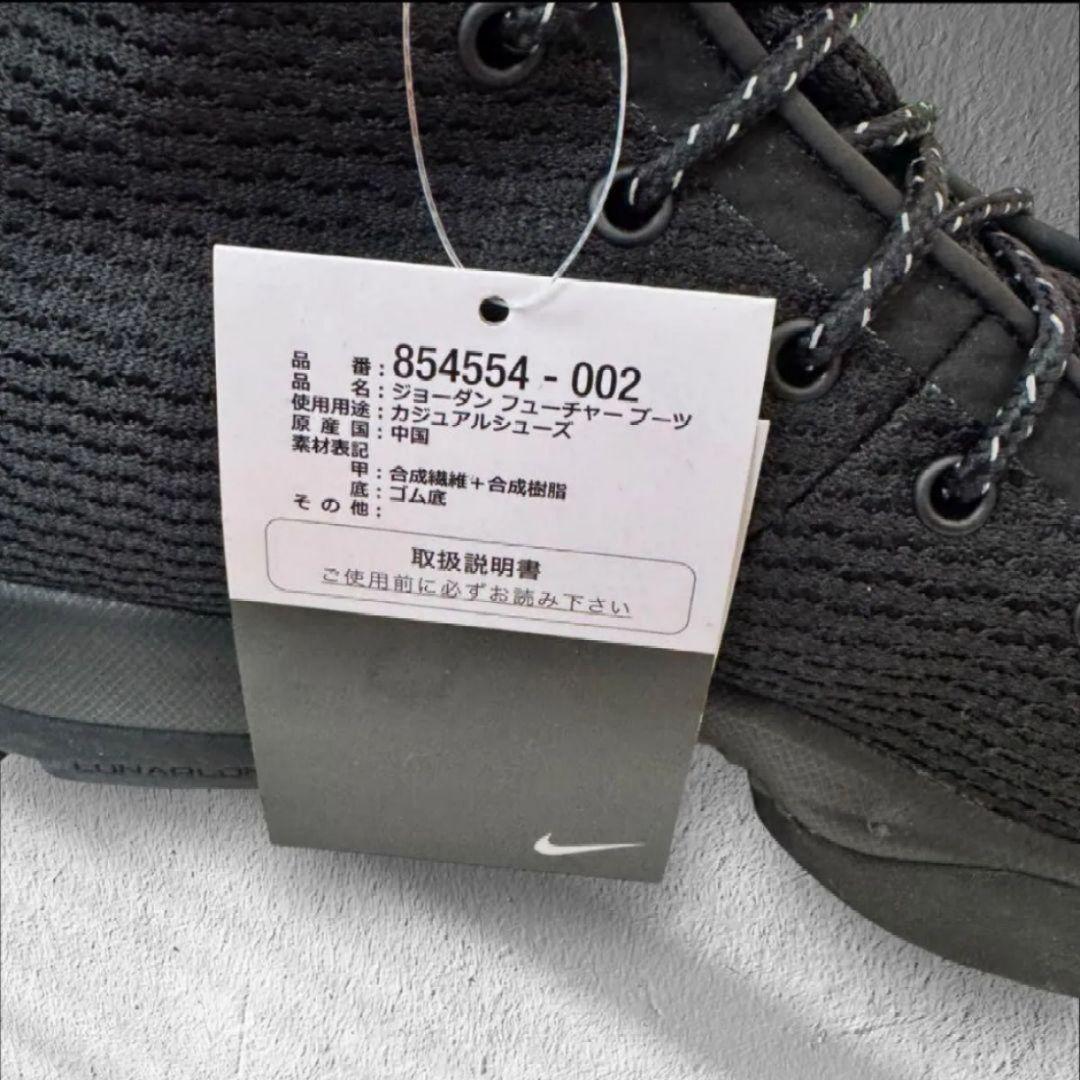 品番：854554-002
品名：ジョーダン フューチャー ブーツ
使用用途：カジュアルシューズ
原産国：中国
素材表記
甲：合成繊維＋合成樹脂
底：ゴム底
その他：
取扱説明書
ご使用前に必ずお読み下さい